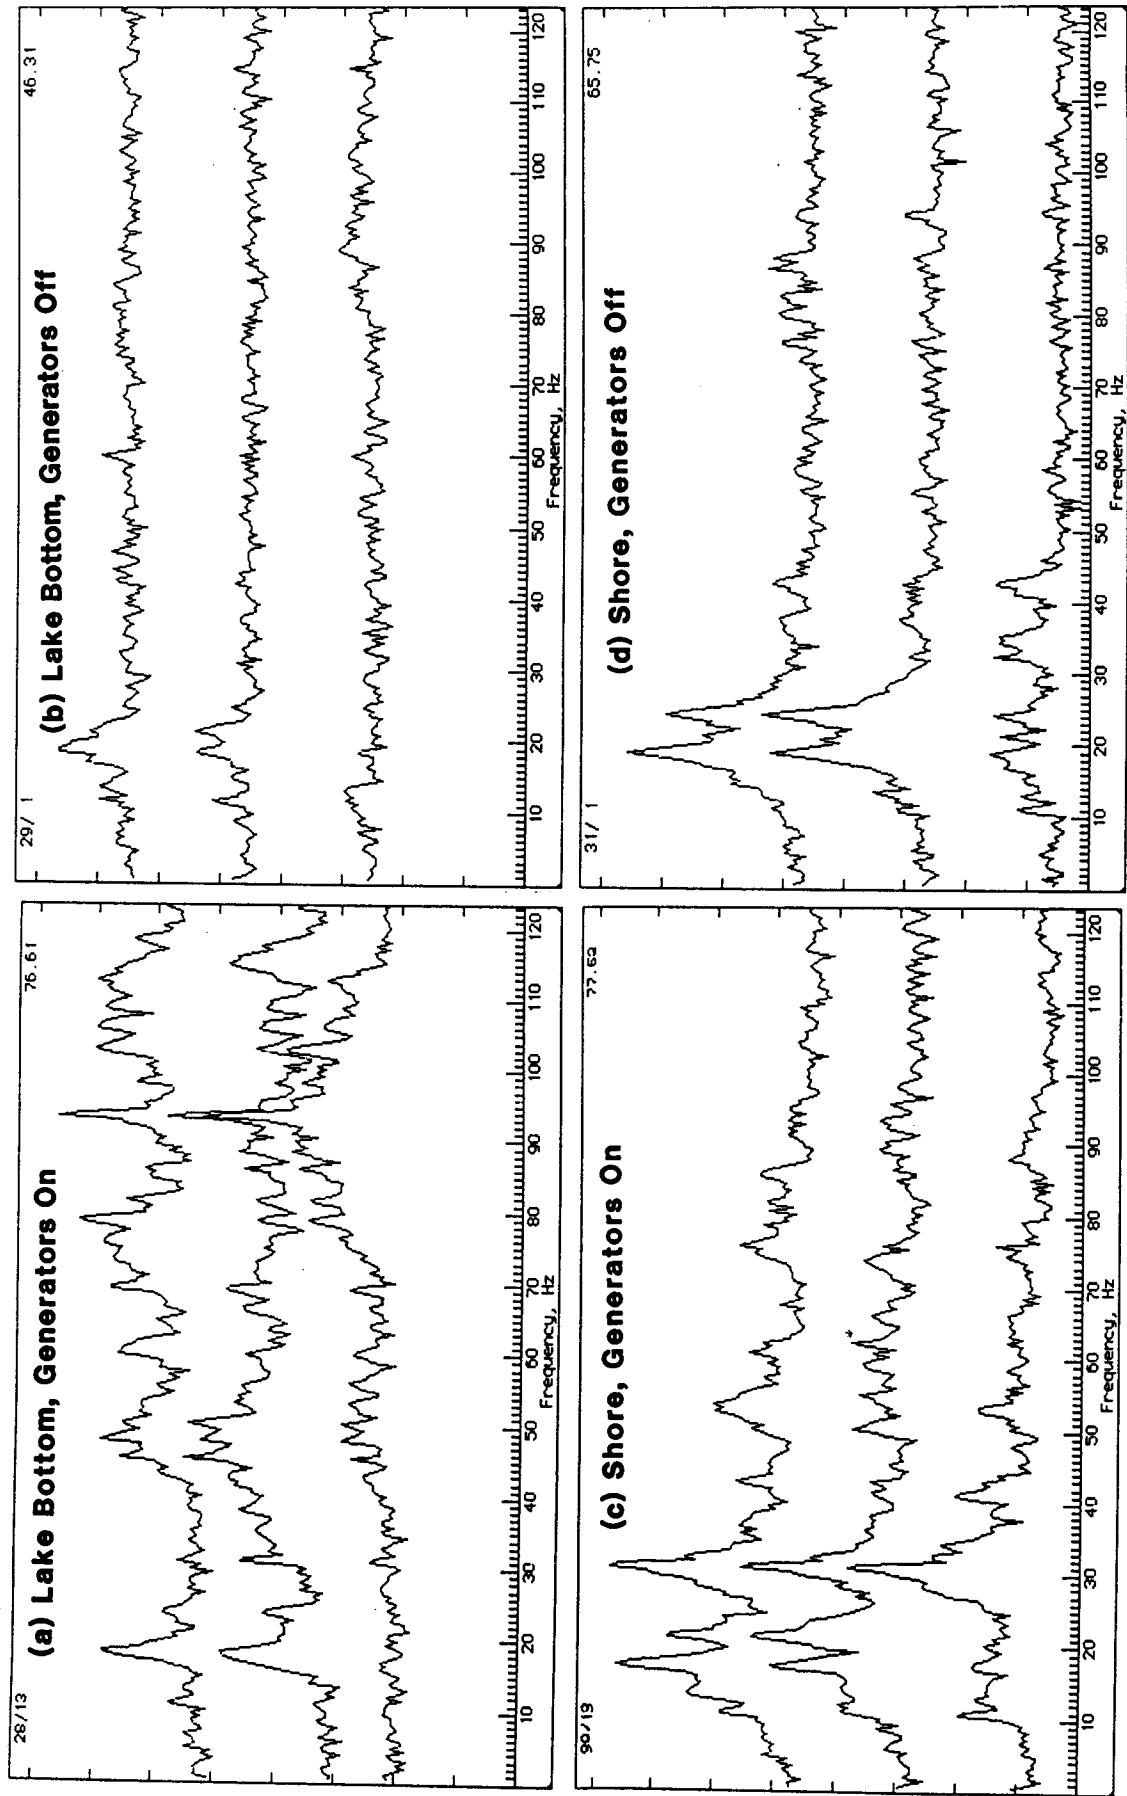 28/13
76.61
(a) Lake Bottom, Generators On
10 20 30 40 50 60 70 80 90 100 110 120
Frequency, Hz
29/ 1
46.31
(b) Lake Bottom, Generators Off
10 20 30 40 50 60 70 80 90 100 110 120
Frequency, Hz
(c) Shore, Generators On
10 20 30 40 50 60 70 80 90 100 110 120
Frequency, Hz
31/ 1
65.75
(d) Shore, Generators Off
10 20 30 40 50 60 70 80 90 100 110 120
Frequency, Hz